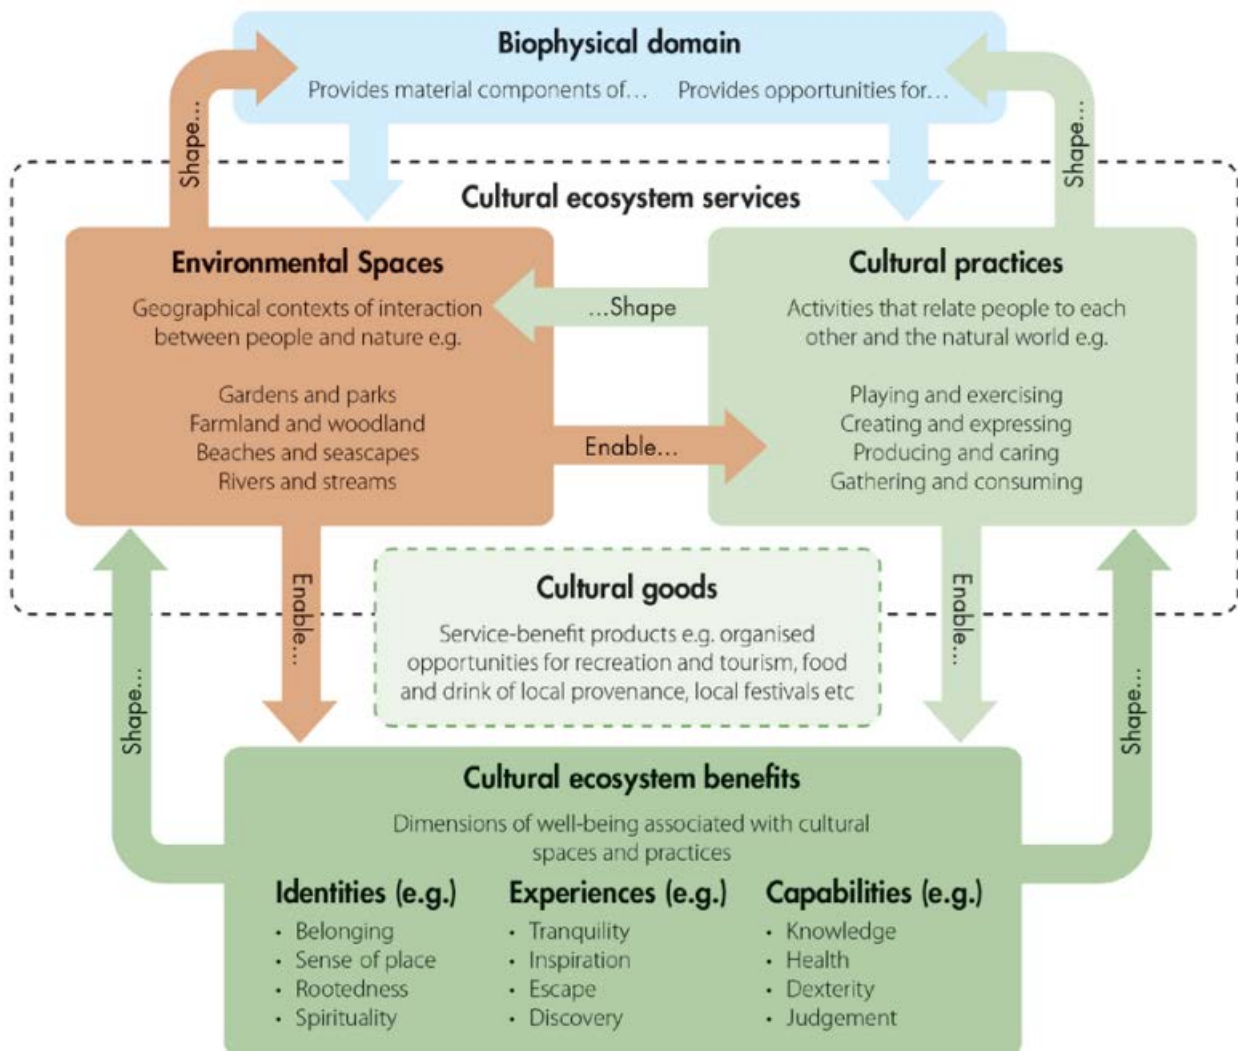 Biophysical domain
Provides material components of...
Provides opportunities for...
Shape...
Shape...
Cultural ecosystem services
Environmental Spaces
Geographical contexts of interaction
between people and nature e.g.
Gardens and parks
Farmland and woodland
Beaches and seascapes
Rivers and streams
...Shape
Enable...
Cultural practices
Activities that relate people to each
other and the natural world e.g.
Playing and exercising
Creating and expressing
Producing and caring
Gathering and consuming
Enable...
Cultural goods
Service-benefit products e.g. organised
opportunities for recreation and tourism, food
and drink of local provenance, local festivals etc
Enable...
Shape...
Shape...
Cultural ecosystem benefits
Dimensions of well-being associated with cultural
spaces and practices
Identities (e.g.)
• Belonging
• Sense of place
• Rootedness
• Spirituality
Experiences (e.g.)
• Tranquility
• Inspiration
• Escape
• Discovery
Capabilities (e.g.)
• Knowledge
• Health
• Dexterity
• Judgement